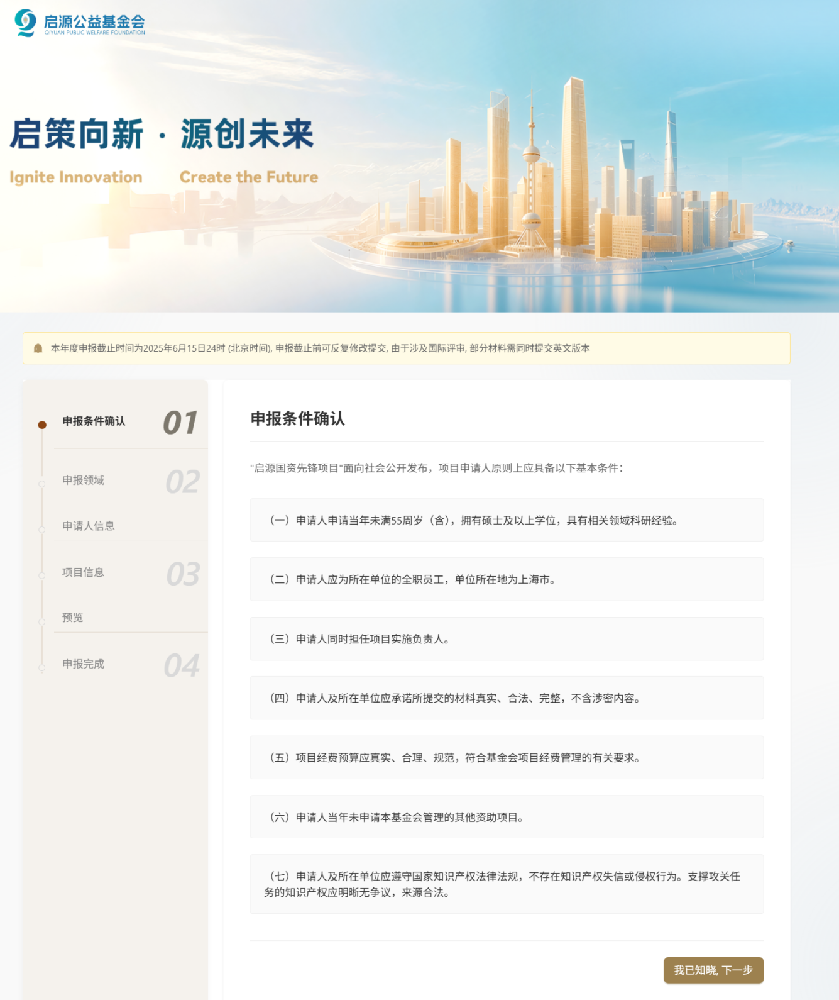 启源公益基金会
QIYUAN PUBLIC WELFARE FOUNDATION
启策向新 · 源创未来
Ignite Innovation Create the Future
本年度申报截止时间为2025年6月15日24时 (北京时间), 申报截止前可反复修改提交, 由于涉及国际评审, 部分材料需同时提交英文版本
申报条件确认 01
申报领域 02
申请人信息
项目信息 03
预览
申报完成 04
申报条件确认
"启源国资先锋项目"面向社会公开发布，项目申请人原则上应具备以下基本条件：
（一）申请人申请当年未满55周岁（含），拥有硕士及以上学位，具有相关领域科研经验。
（二）申请人应为所在单位的全职员工，单位所在地为上海市。
（三）申请人同时担任项目实施负责人。
（四）申请人及所在单位应承诺所提交的材料真实、合法、完整，不含涉密内容。
（五）项目经费预算应真实、合理、规范，符合基金会项目经费管理的有关要求。
（六）申请人当年未申请本基金会管理的其他资助项目。
（七）申请人及所在单位应遵守国家知识产权法律法规，不存在知识产权失信或侵权行为。支撑攻关任
务的知识产权应明晰无争议，来源合法。
我已知晓, 下一步